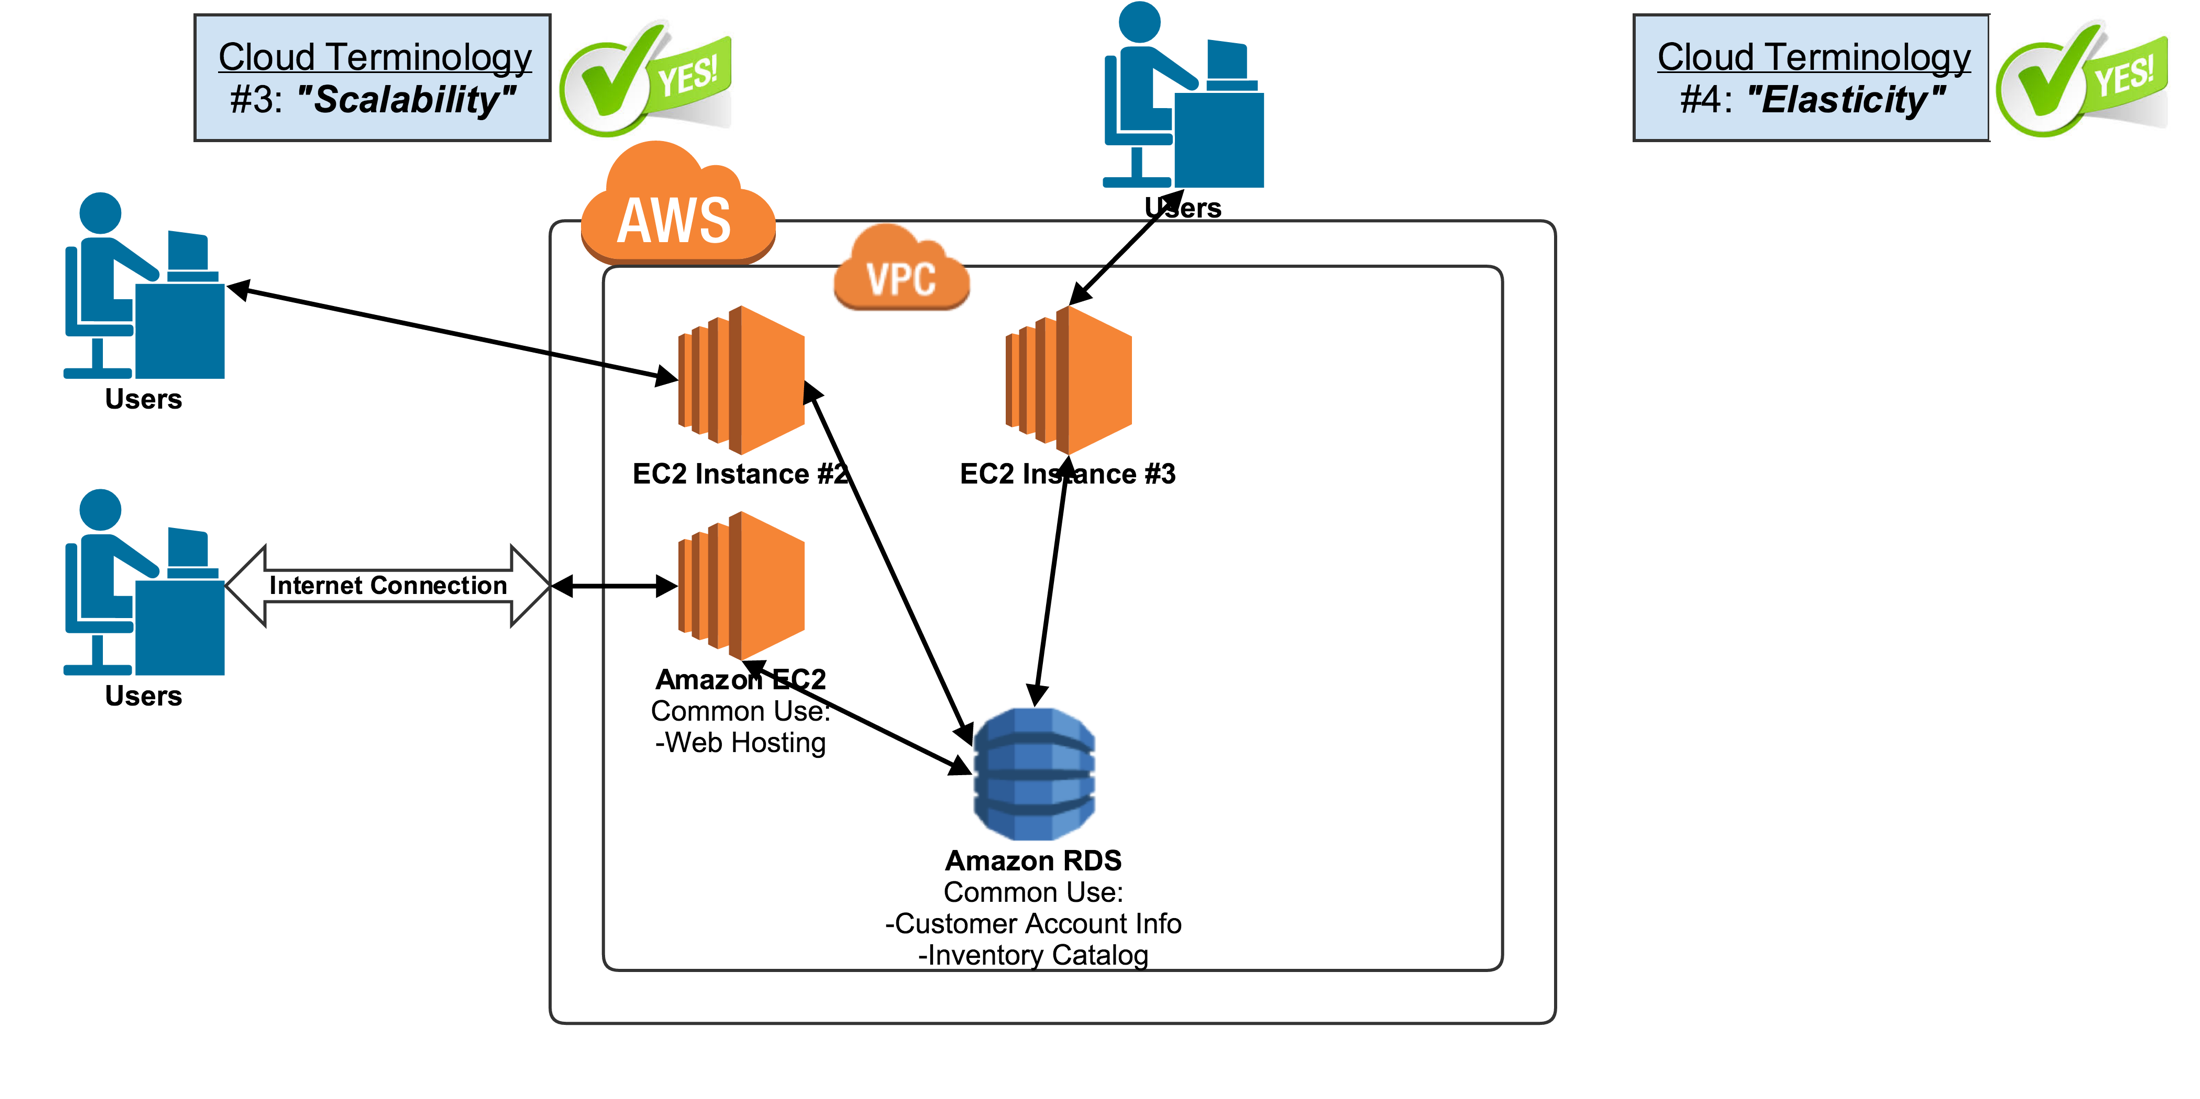 Cloud Terminology
#3: "Scalability"
YES!
Cloud Terminology
#4: "Elasticity"
YES!
Users
AWS
VPC
Users
EC2 Instance #2
EC2 Instance #3
Internet Connection
Users
Amazon EC2
Common Use:
-Web Hosting
Amazon RDS
Common Use:
-Customer Account Info
-Inventory Catalog